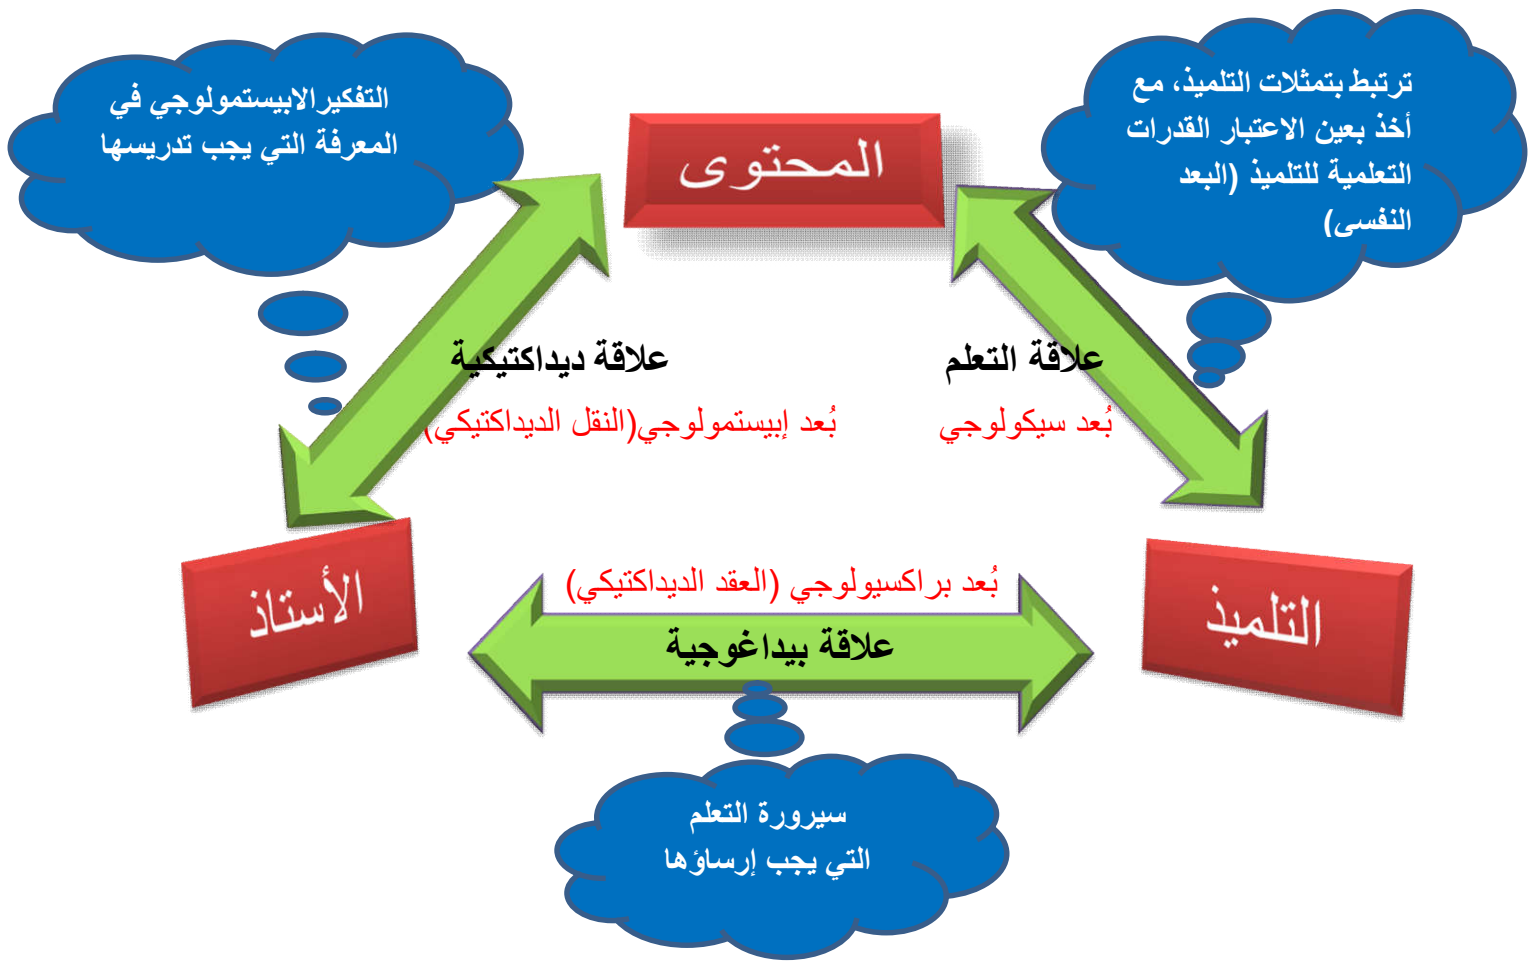 ترتبط بتمثلات التلميذ، مع
أخذ بعين الاعتبار القدرات
التعلمية للتلميذ (البعد
النفسي)
التفكيرالابيستمولوجي في
المعرفة التي يجب تدريسها
المحتوى
علاقة التعلم
بُعد سيكولوجي
علاقة ديداكتيكية
بُعد إبيستمولوجي(النقل الديداكتيكي)
التلميذ
الأستاذ
بُعد براكسيولوجي (العقد الديداكتيكي)
علاقة بيداغوجية
سيرورة التعلم
التي يجب إرساؤها